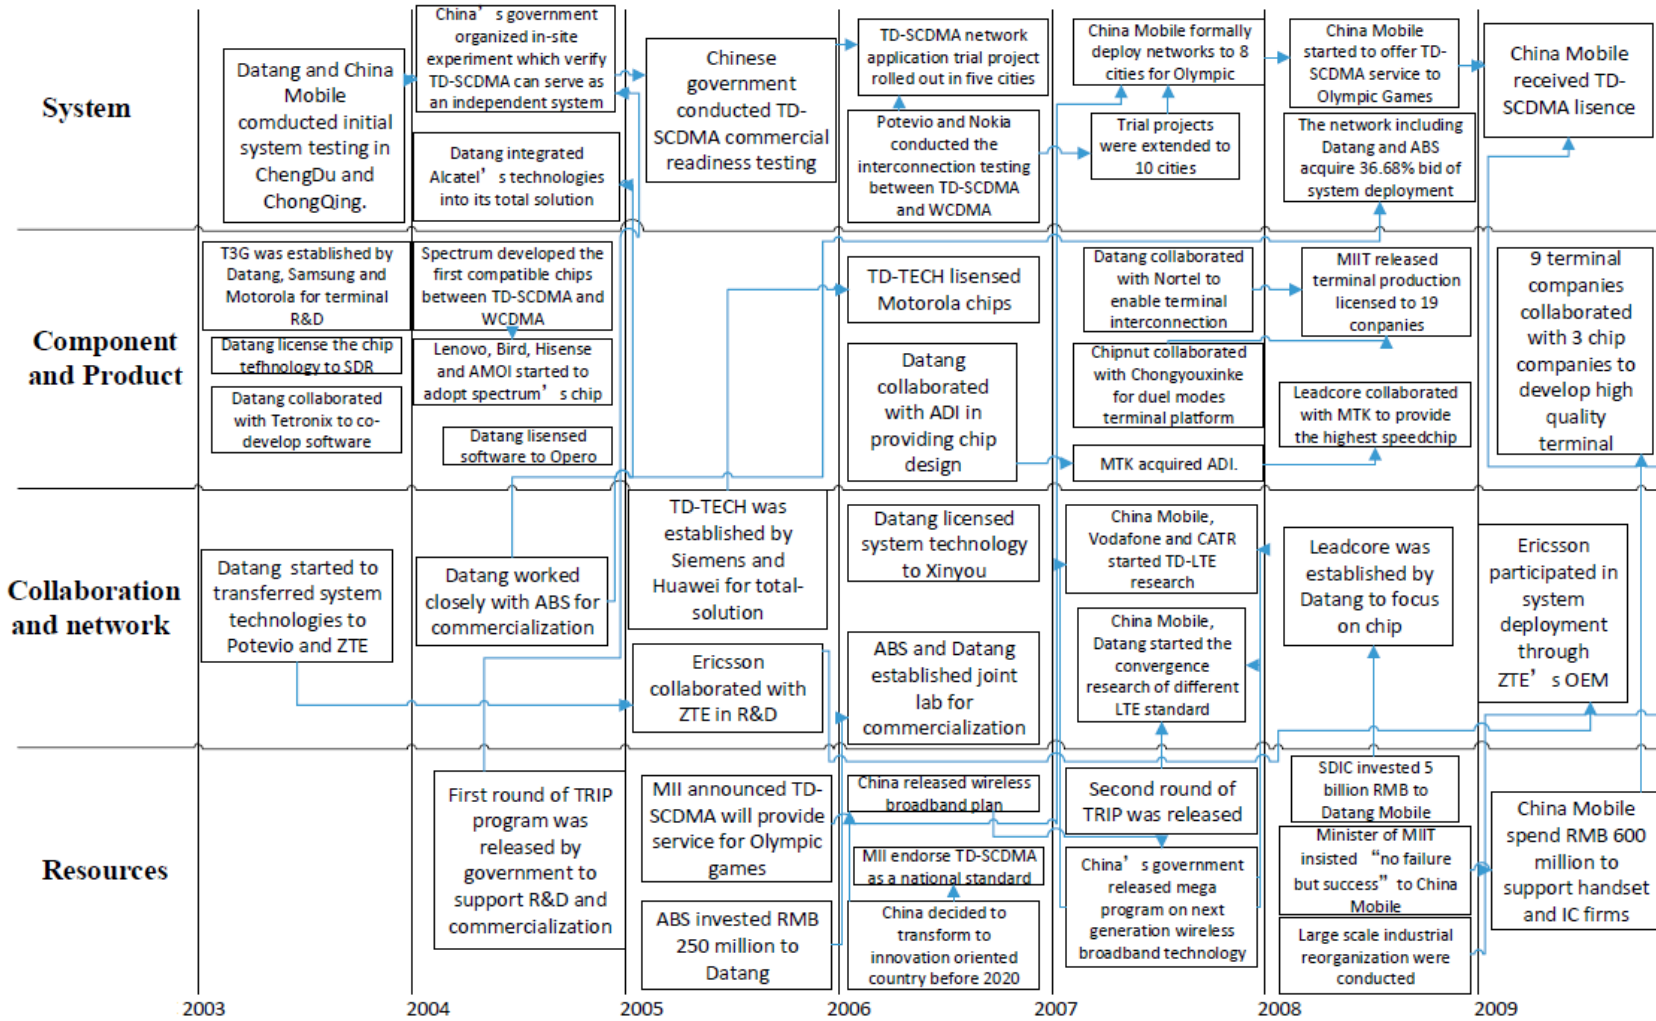 System
Datang and China
Mobile
comducted initial
system testing in
ChengDu and
ChongQing.
China's government
organized in-site
experiment which verify
TD-SCDMA can serve as
an independent system
Datang integrated
Alcatel's technologies
into its total solution
Chinese
government
conducted TD-
SCDMA commercial
readiness testing
TD-SCDMA network
application trial project
rolled out in five cities
Potevio and Nokia
conducted the
interconnection testing
between TD-SCDMA
and WCDMA
China Mobile formally
deploy networks to 8
cities for Olympic
Trial projects
were extended to
10 cities
China Mobile
started to offer TD-
SCDMA service to
Olympic Games
The network including
Datang and ABS
acquire 36.68% bid of
system deployment
China Mobile
received TD-
SCDMA lisence
Component
and Product
T3G was established by
Datang, Samsung and
Motorola for terminal
R&D
Datang license the chip
tefhnology to SDR
Datang collaborated
with Tetronix to co-
develop software
Spectrum developed the
first compatible chips
between TD-SCDMA and
WCDMA
Lenovo, Bird, Hisense
and AMOI started to
adopt spectrum's chip
Datang lisensed
software to Opero
TD-TECH lisensed
Motorola chips
Datang
collaborated
with ADI in
providing chip
design
Datang collaborated
with Nortel to
enable terminal
interconnection
Chipnut collaborated
with Chongyouxinke
for duel modes
terminal platform
MTK acquired ADI.
MIIT released
terminal production
licensed to 19
conpanies
Leadcore collaborated
with MTK to provide
the highest speedchip
9 terminal
companies
collaborated
with 3 chip
companies to
develop high
quality
terminal
Collaboration
and network
Datang started to
transferred system
technologies to
Potevio and ZTE
Datang worked
closely with ABS for
commercialization
TD-TECH was
established by
Siemens and
Huawei for total-
solution
Ericsson
collaborated with
ZTE in R&D
Datang licensed
system technology
to Xinyou
ABS and Datang
established joint
lab for
commercialization
China Mobile,
Vodafone and CATR
started TD-LTE
research
China Mobile,
Datang started the
convergence
research of different
LTE standard
Leadcore was
established by
Datang to focus
on chip
Ericsson
participated in
system
deployment
through
ZTE's OEM
Resources
First round of TRIP
program was
released by
government to
support R&D and
commercialization
MII announced TD-
SCDMA will provide
service for Olympic
games
ABS invested RMB
250 million to
Datang
China released wireless
broadband plan
MII endorse TD-SCDMA
as a national standard
China decided to
transform to
innovation oriented
country before 2020
Second round of
TRIP was released
China's government
released mega
program on next
generation wireless
broadband technology
SDIC invested 5
billion RMB to
Datang Mobile
Minister of MIIT
insisted “no failure
but success” to China
Mobile
Large scale industrial
reorganization were
conducted
China Mobile
spend RMB 600
million to
support handset
and IC firms
2003
2004
2005
2006
2007
2008
2009